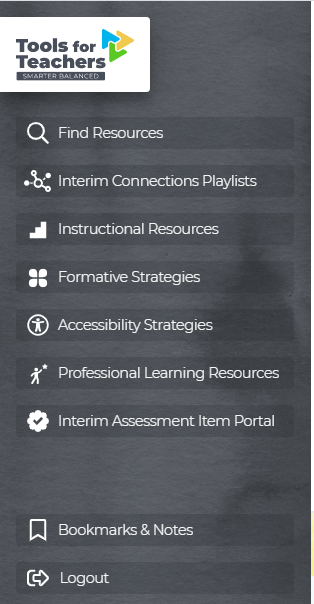 Tools for
Teachers
SMARTER BALANCED
Find Resources
Interim Connections Playlists
Instructional Resources
Formative Strategies
Accessibility Strategies
Professional Learning Resources
Interim Assessment Item Portal
Bookmarks & Notes
Logout